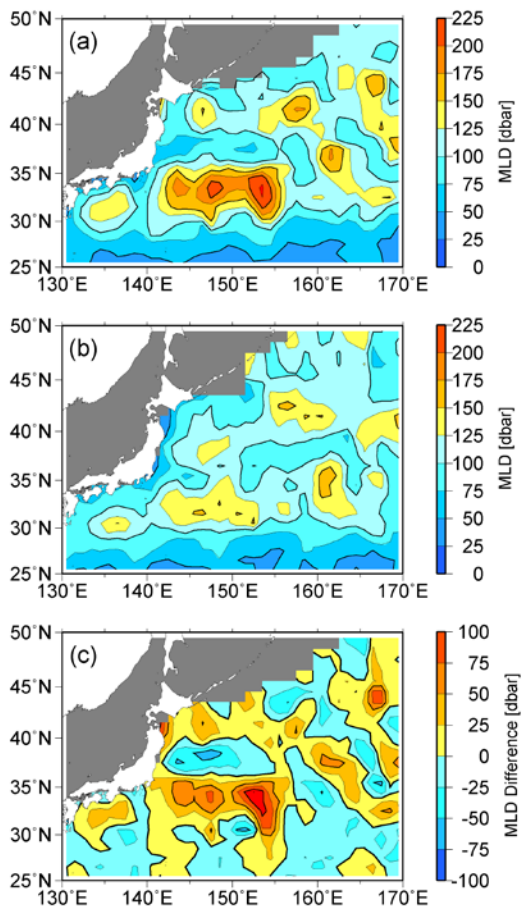 (a)
50°N
45°N
40°N
35°N
30°N
25°N
130°E
140°E
150°E
160°E
170°E
225
200
175
150
125
100
75
50
25
0
MLD [dbar]
(b)
50°N
45°N
40°N
35°N
30°N
25°N
130°E
140°E
150°E
160°E
170°E
225
200
175
150
125
100
75
50
25
0
MLD [dbar]
(c)
50°N
45°N
40°N
35°N
30°N
25°N
130°E
140°E
150°E
160°E
170°E
100
75
50
25
0
-25
-50
-75
-100
MLD Difference [dbar]